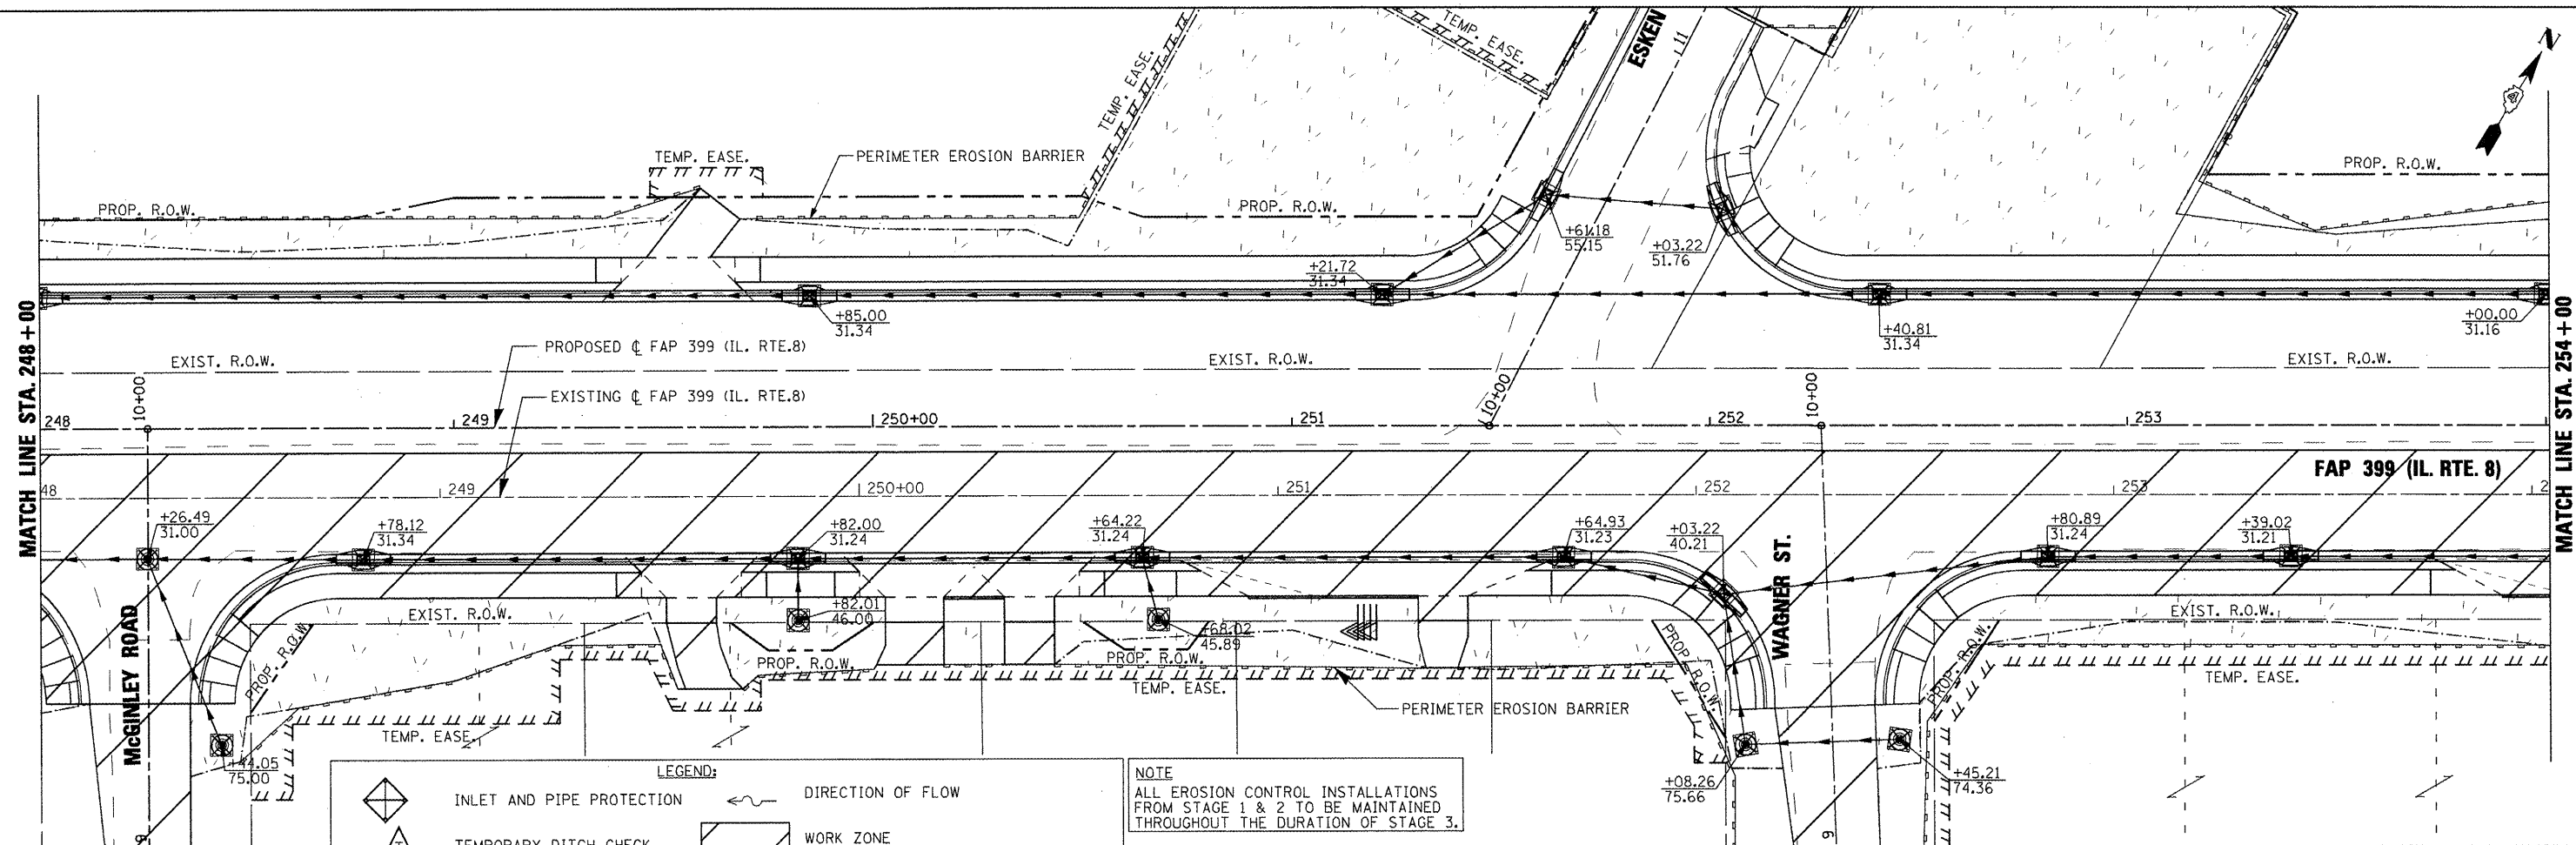 TEMP. EASE.
ESKEN
11
N
TEMP. EASE.
TEMP. EASE.
PERIMETER EROSION BARRIER
PROP. R.O.W.
PROP. R.O.W.
PROP. R.O.W.
+61.18
55.15
+03.22
51.76
+21.72
31.34
+85.00
31.34
+40.81
31.34
+00.00
31.16
MATCH LINE STA. 248+00
MATCH LINE STA. 254+00
PROPOSED ℄ FAP 399 (IL. RTE.8)
EXIST. R.O.W.
EXIST. R.O.W.
EXIST. R.O.W.
10+00
10+00
10+00
EXISTING ℄ FAP 399 (IL. RTE.8)
248
249
250+00
251
252
253
FAP 399 (IL. RTE. 8)
48
249
250+00
251
252
253
2
+26.49
31.00
+78.12
31.34
+82.00
31.24
+64.22
31.24
+64.93
31.23
+03.22
40.21
+80.89
31.24
+39.02
31.21
WAGNER ST.
McGINLEY ROAD
EXIST. R.O.W.
+82.01
46.00
+68.02
45.89
EXIST. R.O.W.
PROP. R.O.W.
PROP. R.O.W.
PROP. R.O.W.
PROP. R.O.W.
PROP. R.O.W.
TEMP. EASE.
TEMP. EASE.
PERIMETER EROSION BARRIER
TEMP. EASE.
+44.05
75.00
+08.26
75.66
+45.21
74.36
9
9
LEGEND:
INLET AND PIPE PROTECTION
DIRECTION OF FLOW
TEMPORARY DITCH CHECK
WORK ZONE
NOTE
ALL EROSION CONTROL INSTALLATIONS
FROM STAGE 1 & 2 TO BE MAINTAINED
THROUGHOUT THE DURATION OF STAGE 3.